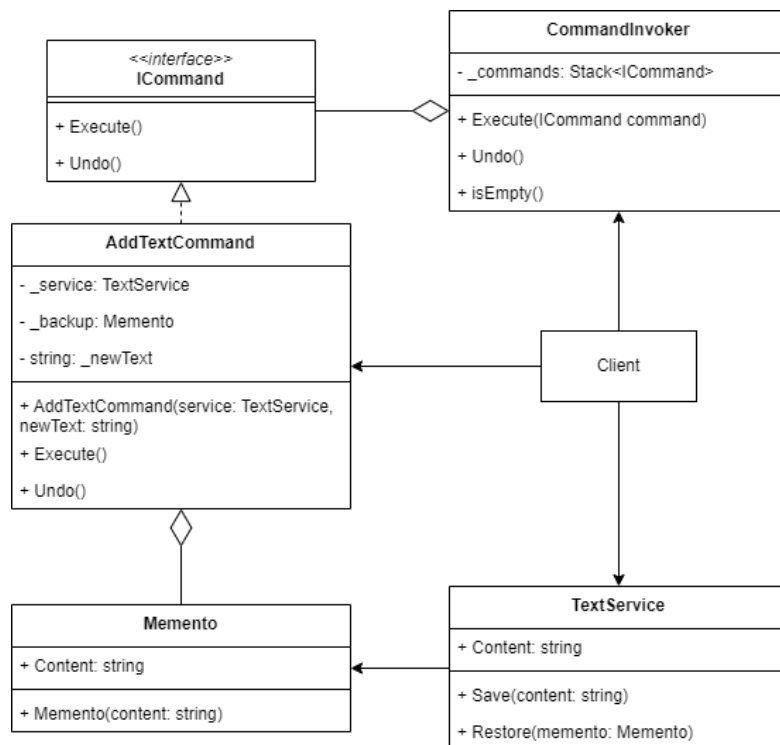 <<interface>>
ICommand
+ Execute()
+ Undo()
CommandInvoker
- _commands: Stack<ICommand>
+ Execute(ICommand command)
+ Undo()
+ isEmpty()
AddTextCommand
- _service: TextService
- _backup: Memento
- string: _newText
+ AddTextCommand(service: TextService,
newText: string)
+ Execute()
+ Undo()
Client
Memento
+ Content: string
+ Memento(content: string)
TextService
+ Content: string
+ Save(content: string)
+ Restore(memento: Memento)